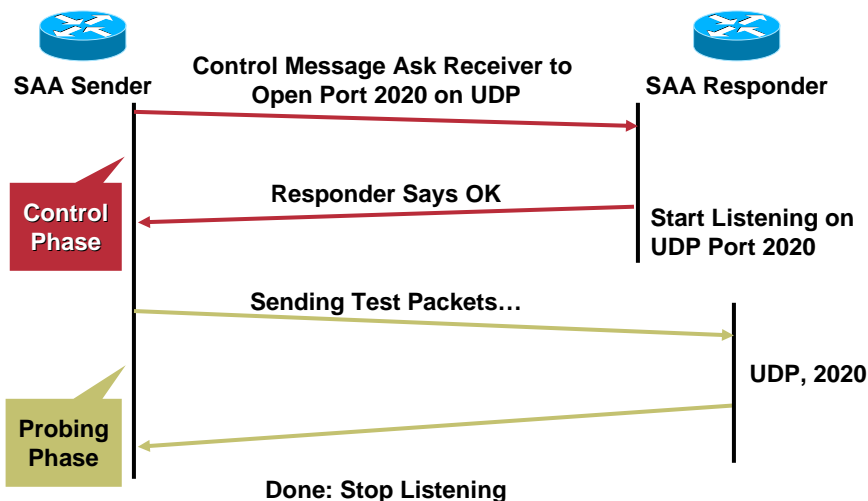 SAA Sender
Control Message Ask Receiver to
Open Port 2020 on UDP
SAA Responder
Control
Phase
Responder Says OK
Start Listening on
UDP Port 2020
Sending Test Packets…
UDP, 2020
Probing
Phase
Done: Stop Listening